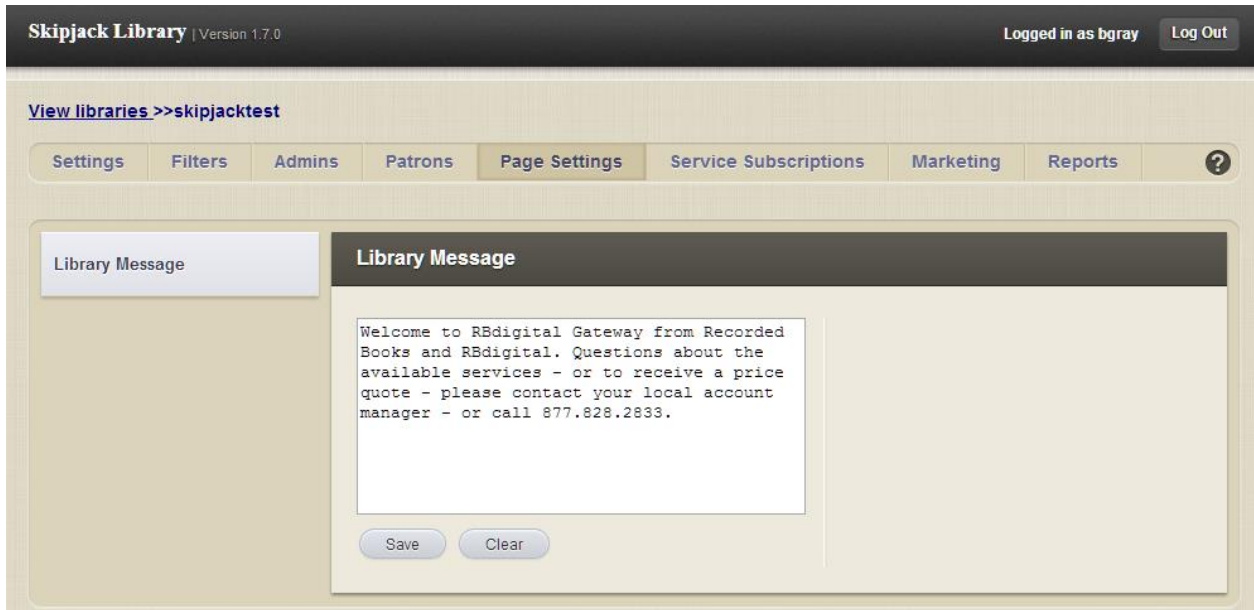 Skipjack Library | Version 1.7.0 Logged in as bgray Log Out
View libraries >>skipjacktest
Settings Filters Admins Patrons Page Settings Service Subscriptions Marketing Reports ?
Library Message
Library Message
Welcome to RBdigital Gateway from Recorded
Books and RBdigital. Questions about the
available services - or to receive a price
quote - please contact your local account
manager - or call 877.828.2833.
Save Clear